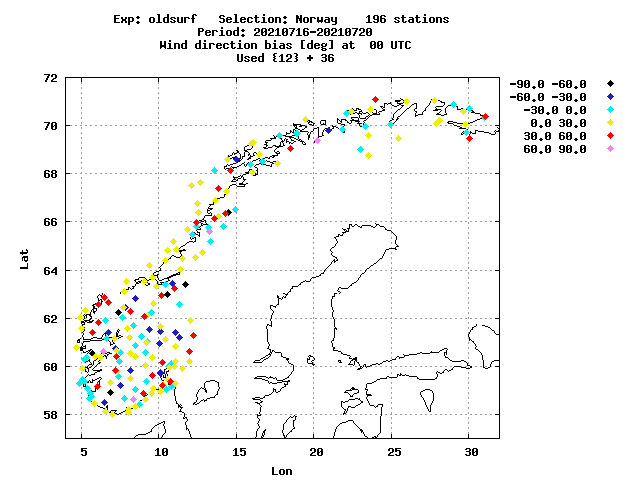 Exp: oldsurf   Selection: Norway    196 stations
Period: 20210716-20210720
Wind direction bias [deg] at  00 UTC
Used {12} + 36
-90.0 -60.0
-60.0 -30.0
-30.0 0.0
0.0 30.0
30.0 60.0
60.0 90.0
72
70
68
66
64
62
60
58
Lat
5 10 15 20 25 30
Lon